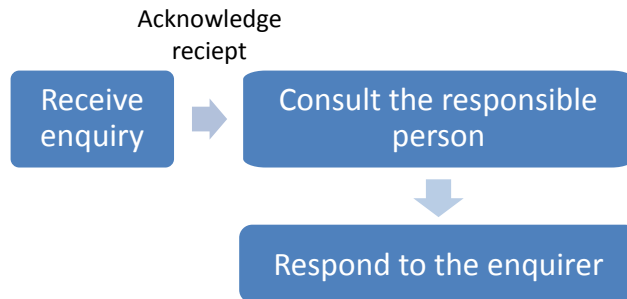 Acknowledge
reciept
Receive
enquiry
Consult the responsible
person
Respond to the enquirer